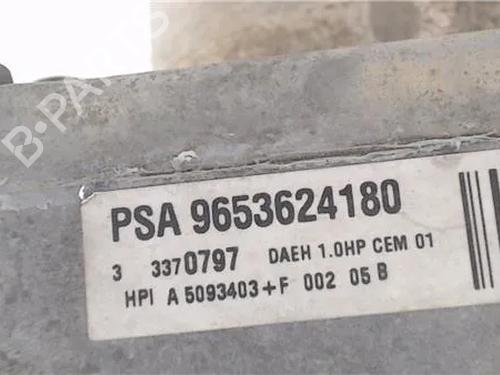 B-PARTS
PSA 9653624180
3 3370797 DAEH 1.0HP CEM 01
HPI A 5093403+F 002 05 B